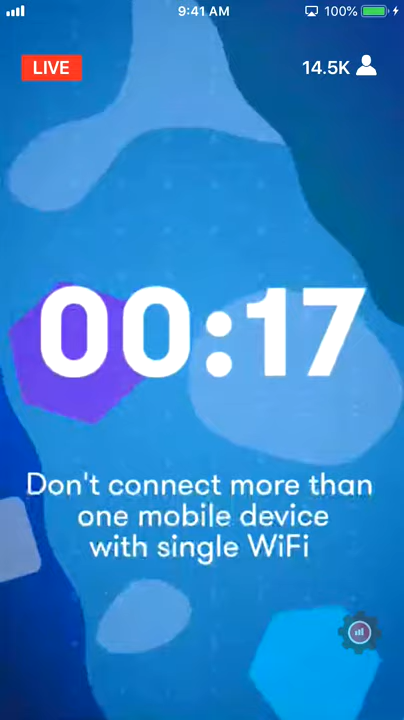 9:41 AM
100%
LIVE
14.5K
00:17
Don't connect more than
one mobile device
with single WiFi